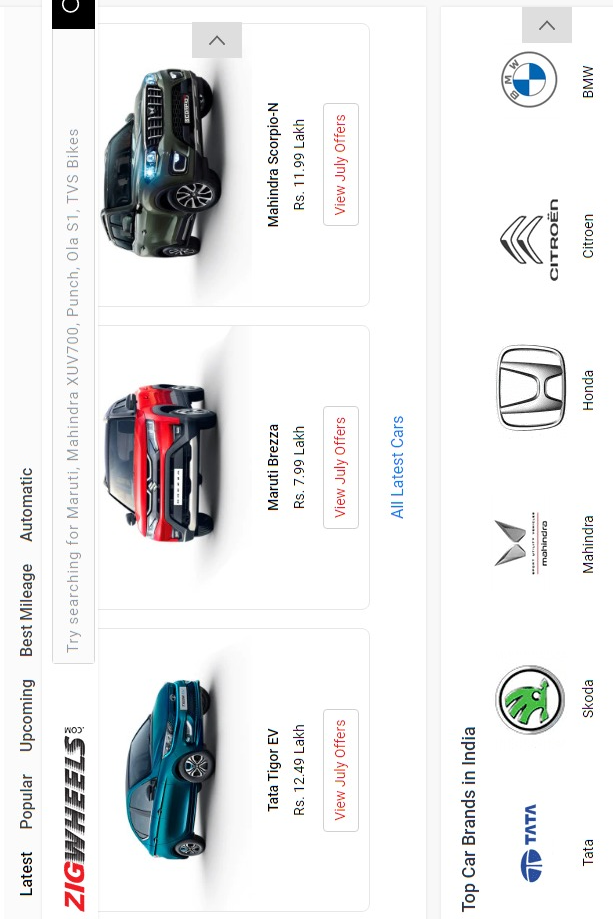 Latest Popular Upcoming Best Mileage Automatic
ZIGWHEELS.COM
Try searching for Maruti, Mahindra XUV700, Punch, Ola S1, TVS Bikes
Tata Tigor EV
Rs. 12.49 Lakh
View July Offers
Maruti Brezza
Rs. 7.99 Lakh
View July Offers
SCORPIO
Mahindra Scorpio-N
Rs. 11.99 Lakh
View July Offers
All Latest Cars
Top Car Brands in India
TATA
Tata
Skoda
mahindra
Mahindra
Honda
CITROËN
Citroen
BMW
BMW